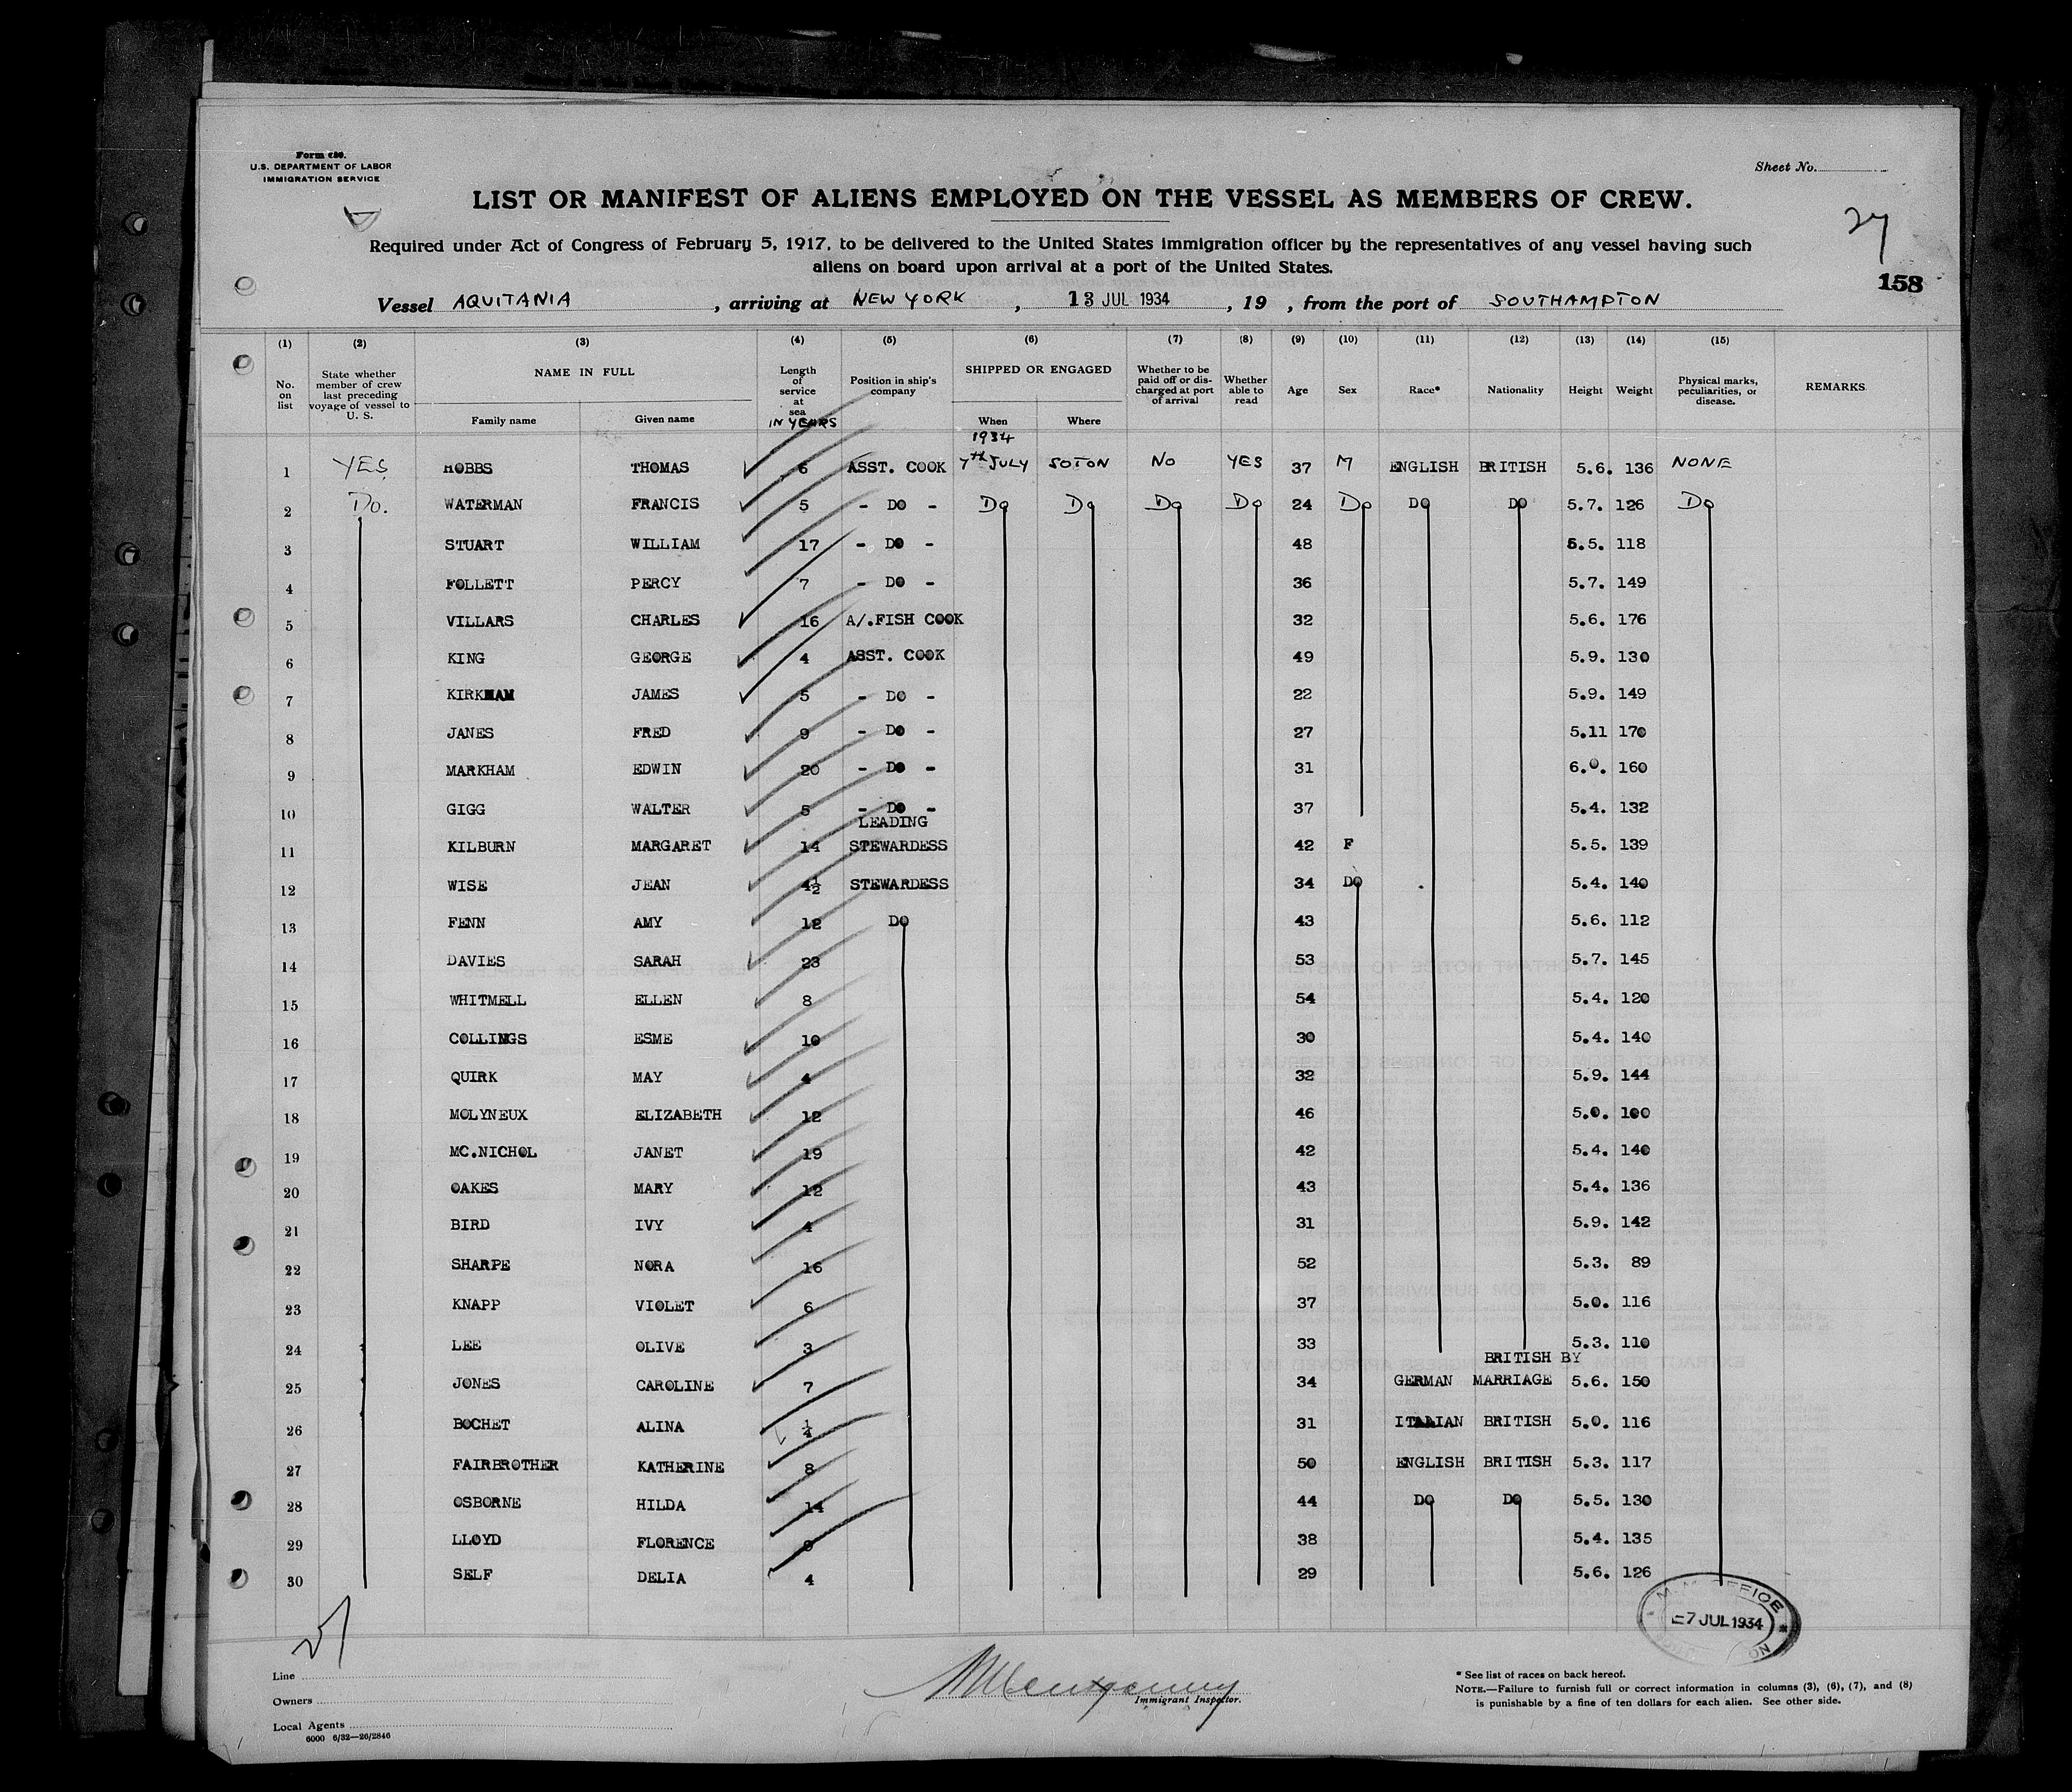 Form 680.
U.S. DEPARTMENT OF LABOR
IMMIGRATION SERVICE
Sheet No.
LIST OR MANIFEST OF ALIENS EMPLOYED ON THE VESSEL AS MEMBERS OF CREW.
27
Required under Act of Congress of February 5, 1917, to be delivered to the United States immigration officer by the representatives of any vessel having such
aliens on board upon arrival at a port of the United States.
158
Vessel AQUITANIA, arriving at NEW YORK, 13 JUL 1934, 19 , from the port of SOUTHAMPTON
(1) (2) (3) (4) (5) (6) (7) (8) (9) (10) (11) (12) (13) (14) (15)
No. on list State whether member of crew last preceding voyage of vessel to U. S. NAME IN FULL Length of service at sea IN YEARS Position in ship's company SHIPPED OR ENGAGED Whether to be paid off or discharged at port of arrival Whether able to read Age Sex Race* Nationality Height Weight Physical marks, peculiarities, or disease. REMARKS
Family name Given name When Where
1934
1 YES HOBBS THOMAS 6 ASST. COOK 7th JULY SOTON NO YES 37 M ENGLISH BRITISH 5.6. 136 NONE
2 Do. WATERMAN FRANCIS 5 - DO - Do Do Do Do 24 Do DO DO 5.7. 126 Do
3 STUART WILLIAM 17 - DO - 48 5.5. 118
4 FOLLETT PERCY 7 - DO - 36 5.7. 149
5 VILLARS CHARLES 16 A/.FISH COOK 32 5.6. 176
6 KING GEORGE 4 ASST. COOK 49 5.9. 130
7 KIRKHAM JAMES 5 - DO - 22 5.9. 149
8 JANES FRED 9 - DO - 27 5.11 170
9 MARKHAM EDWIN 20 - DO - 31 6.0. 160
10 GIGG WALTER 5 - DO - 37 5.4. 132
LEADING
11 KILBURN MARGARET 14 STEWARDESS 42 F 5.5. 139
12 WISE JEAN 4½ STEWARDESS 34 DO 5.4. 140
13 FENN AMY 12 DO 43 5.6. 112
14 DAVIES SARAH 23 53 5.7. 145
15 WHITMELL ELLEN 8 54 5.4. 120
16 COLLINGS ESME 10 30 5.4. 140
17 QUIRK MAY 4 32 5.9. 144
18 MOLYNEUX ELIZABETH 12 46 5.0. 100
19 MC.NICHOL JANET 19 42 5.4. 140
20 OAKES MARY 12 43 5.4. 136
21 BIRD IVY 4 31 5.9. 142
22 SHARPE NORA 16 52 5.3. 89
23 KNAPP VIOLET 6 37 5.0. 116
24 LEE OLIVE 3 33 5.3. 110
BRITISH BY
25 JONES CAROLINE 7 34 GERMAN MARRIAGE 5.6. 150
26 BOCHET ALINA ¼ 31 ITALIAN BRITISH 5.0. 116
27 FAIRBROTHER KATHERINE 8 50 ENGLISH BRITISH 5.3. 117
28 OSBORNE HILDA 14 44 DO DO 5.5. 130
29 LLOYD FLORENCE 9 38 5.4. 135
30 SELF DELIA 4 29 5.6. 126
M.M. OFFICE
7 JUL 1934
Line
Owners
Local Agents
6000 6/32—26/2846
Immigrant Inspector.
* See list of races on back hereof.
NOTE.—Failure to furnish full or correct information in columns (3), (6), (7), and (8)
is punishable by a fine of ten dollars for each alien. See other side.